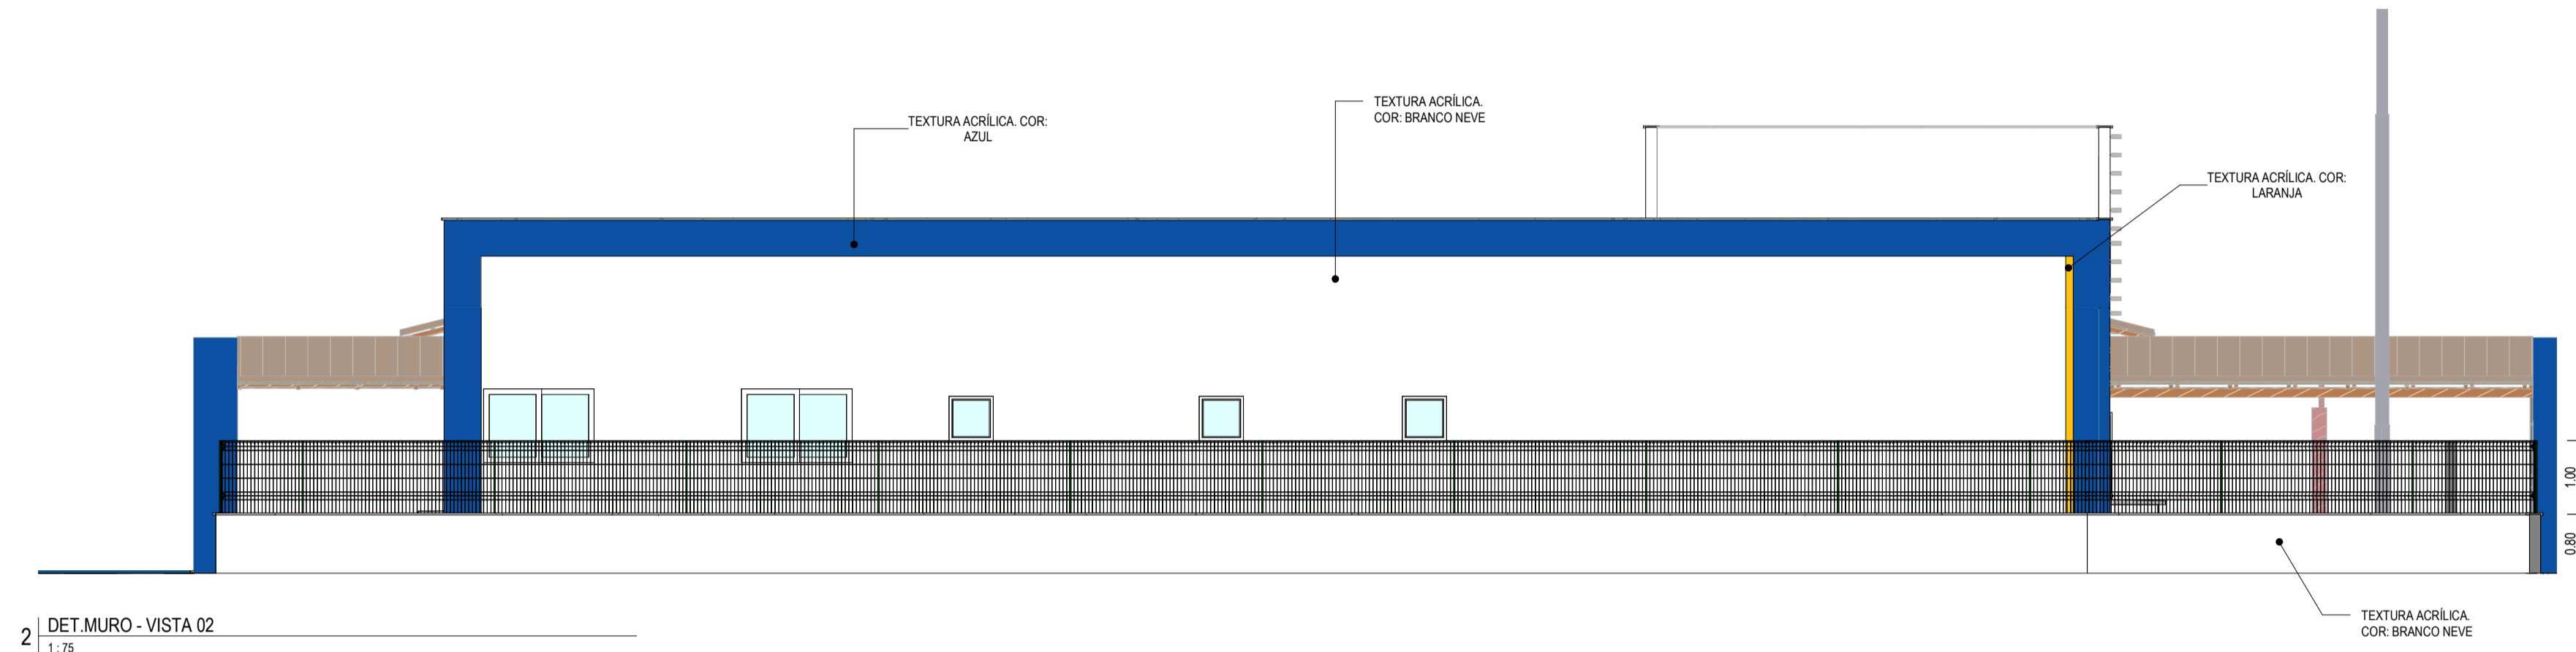 TEXTURA ACRÍLICA.
COR: BRANCO NEVE
TEXTURA ACRÍLICA. COR:
AZUL
TEXTURA ACRÍLICA. COR:
LARANJA
1.00
0.80
TEXTURA ACRÍLICA.
COR: BRANCO NEVE
2
DET.MURO - VISTA 02
1 : 75